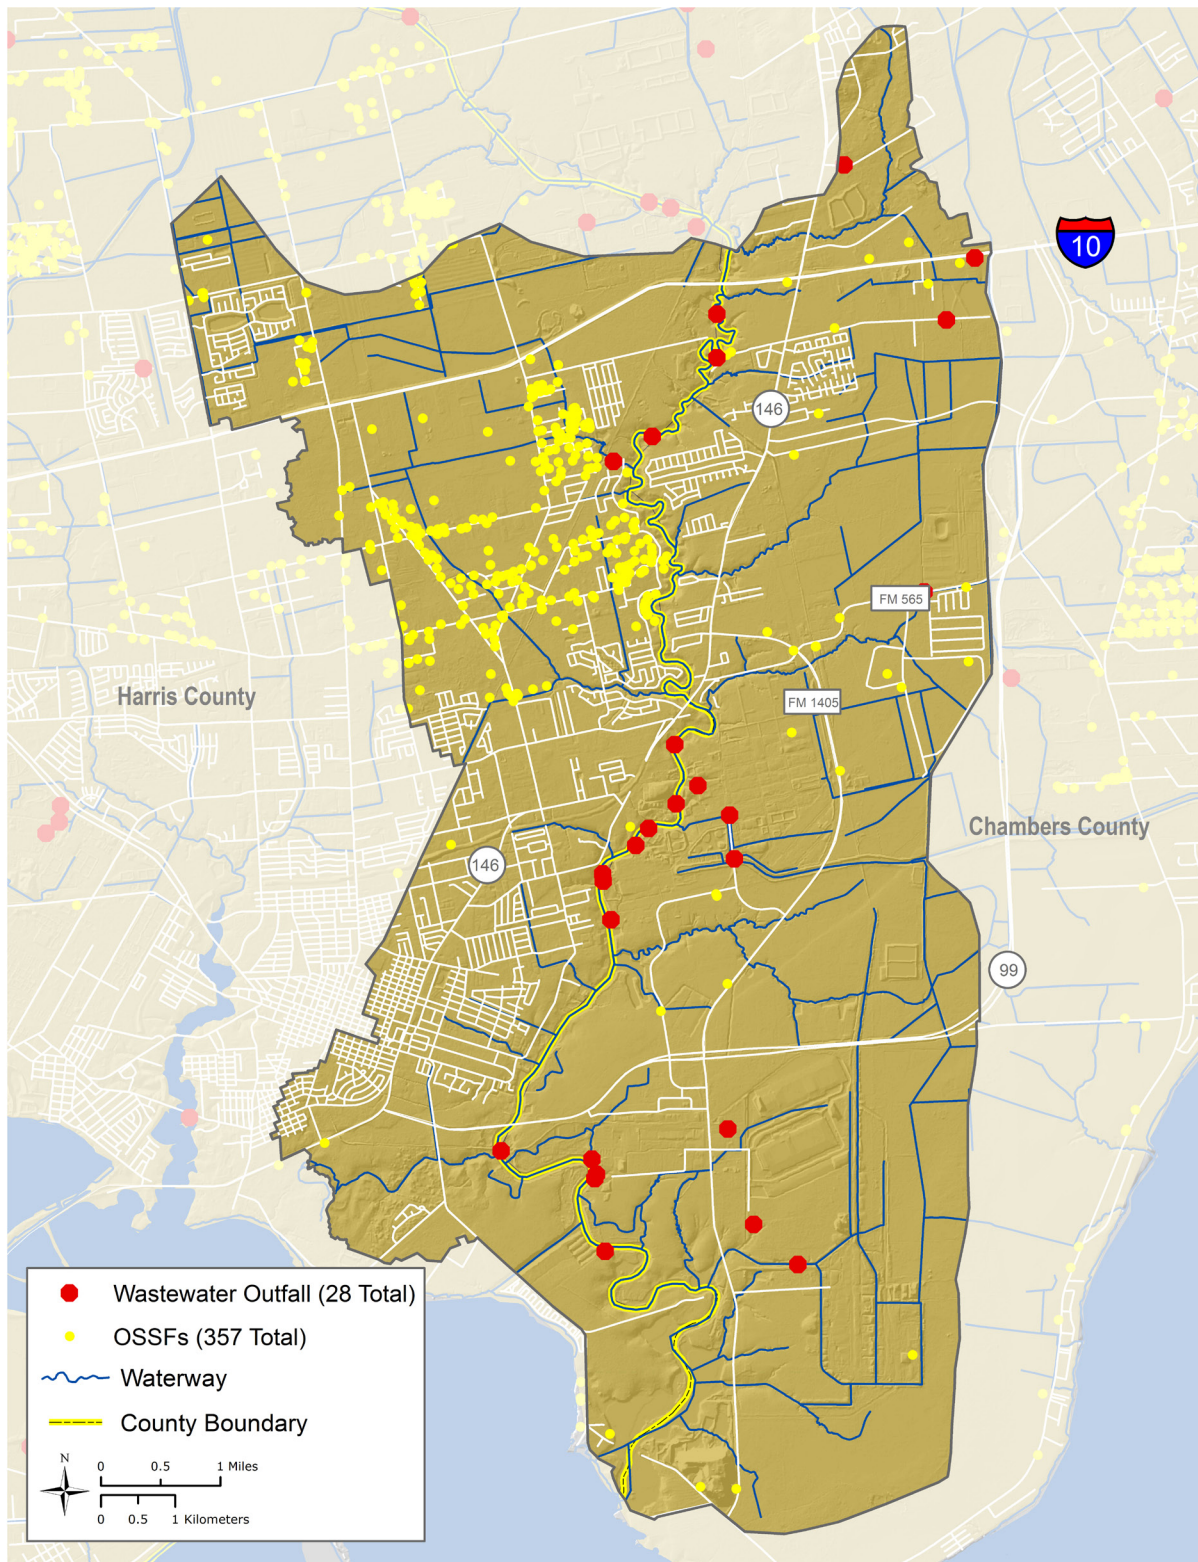 10
146
FM 565
Harris County
FM 1405
Chambers County
146
99
Wastewater Outfall (28 Total)
OSSFs (357 Total)
Waterway
County Boundary
N
0 0.5 1 Miles
0 0.5 1 Kilometers